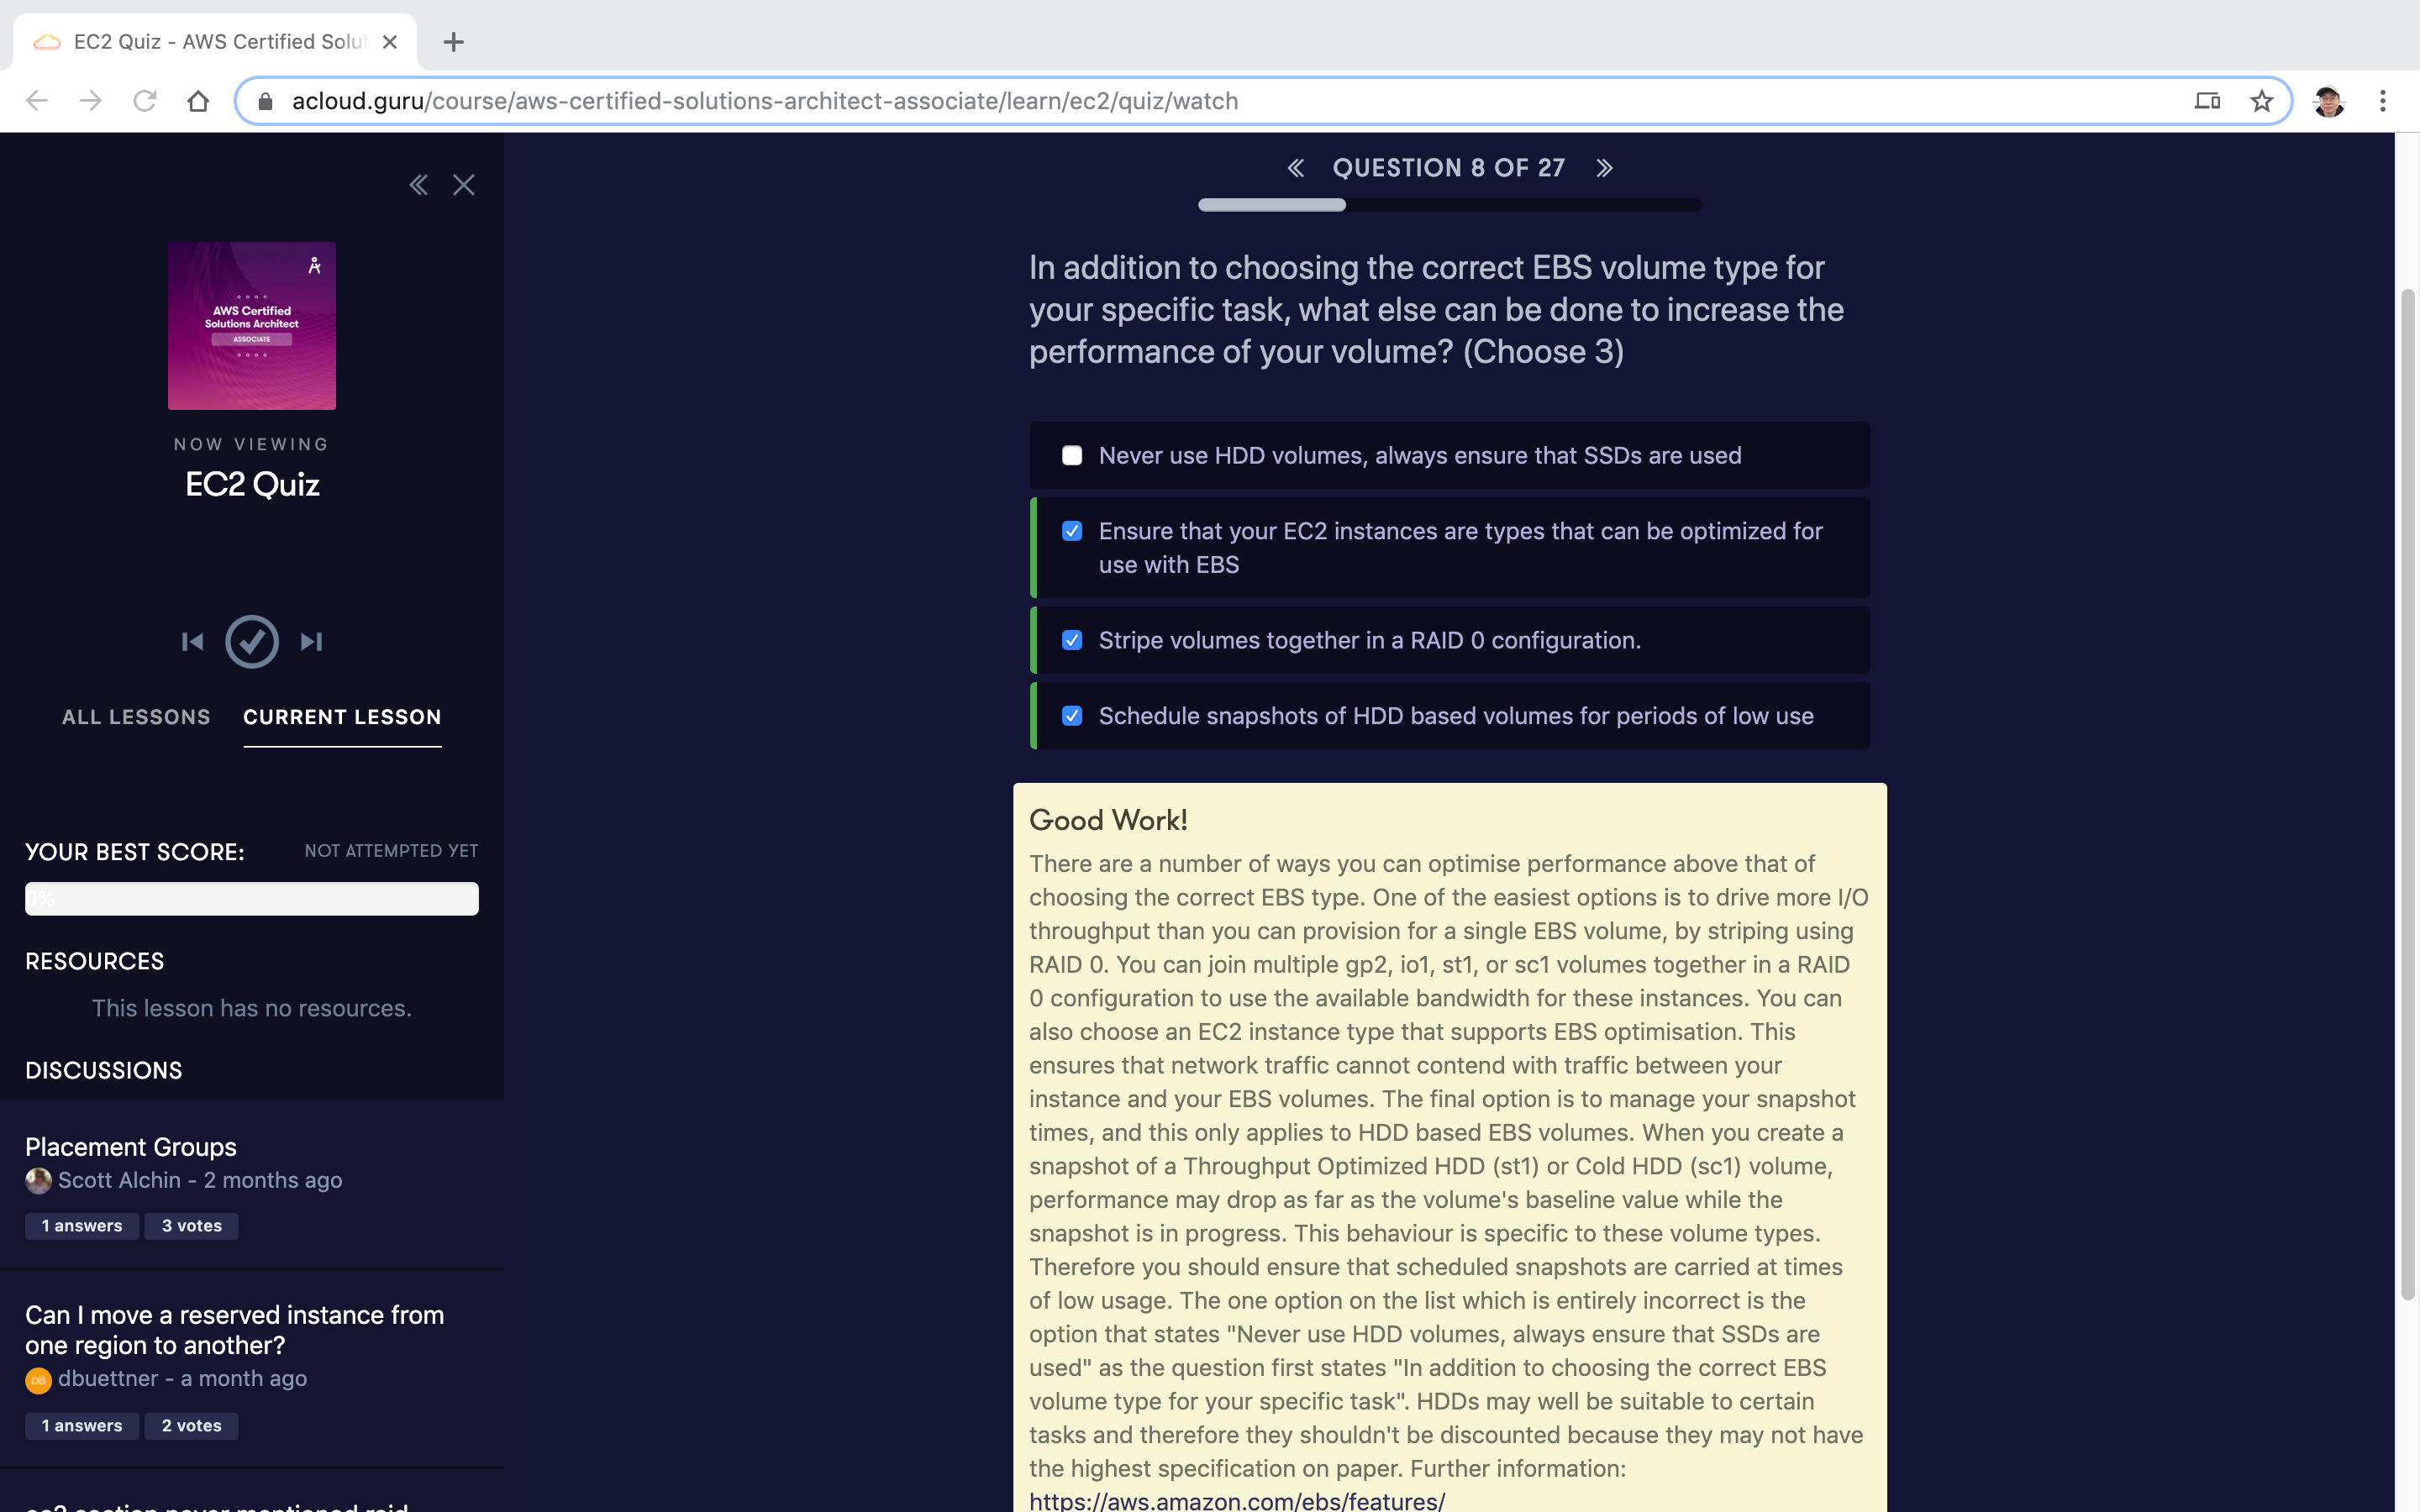 EC2 Quiz - AWS Certified Solu
acloud.guru/course/aws-certified-solutions-architect-associate/learn/ec2/quiz/watch
AWS Certified
Solutions Architect
ASSOCIATE
NOW VIEWING
EC2 Quiz
ALL LESSONS
CURRENT LESSON
YOUR BEST SCORE:
NOT ATTEMPTED YET
0%
RESOURCES
This lesson has no resources.
DISCUSSIONS
Placement Groups
Scott Alchin - 2 months ago
1 answers
3 votes
Can I move a reserved instance from
one region to another?
dbuettner - a month ago
1 answers
2 votes
ec2 section never mentioned raid
QUESTION 8 OF 27
In addition to choosing the correct EBS volume type for
your specific task, what else can be done to increase the
performance of your volume? (Choose 3)
Never use HDD volumes, always ensure that SSDs are used
Ensure that your EC2 instances are types that can be optimized for
use with EBS
Stripe volumes together in a RAID 0 configuration.
Schedule snapshots of HDD based volumes for periods of low use
Good Work!
There are a number of ways you can optimise performance above that of
choosing the correct EBS type. One of the easiest options is to drive more I/O
throughput than you can provision for a single EBS volume, by striping using
RAID 0. You can join multiple gp2, io1, st1, or sc1 volumes together in a RAID
0 configuration to use the available bandwidth for these instances. You can
also choose an EC2 instance type that supports EBS optimisation. This
ensures that network traffic cannot contend with traffic between your
instance and your EBS volumes. The final option is to manage your snapshot
times, and this only applies to HDD based EBS volumes. When you create a
snapshot of a Throughput Optimized HDD (st1) or Cold HDD (sc1) volume,
performance may drop as far as the volume's baseline value while the
snapshot is in progress. This behaviour is specific to these volume types.
Therefore you should ensure that scheduled snapshots are carried at times
of low usage. The one option on the list which is entirely incorrect is the
option that states "Never use HDD volumes, always ensure that SSDs are
used" as the question first states "In addition to choosing the correct EBS
volume type for your specific task". HDDs may well be suitable to certain
tasks and therefore they shouldn't be discounted because they may not have
the highest specification on paper. Further information:
https://aws.amazon.com/ebs/features/